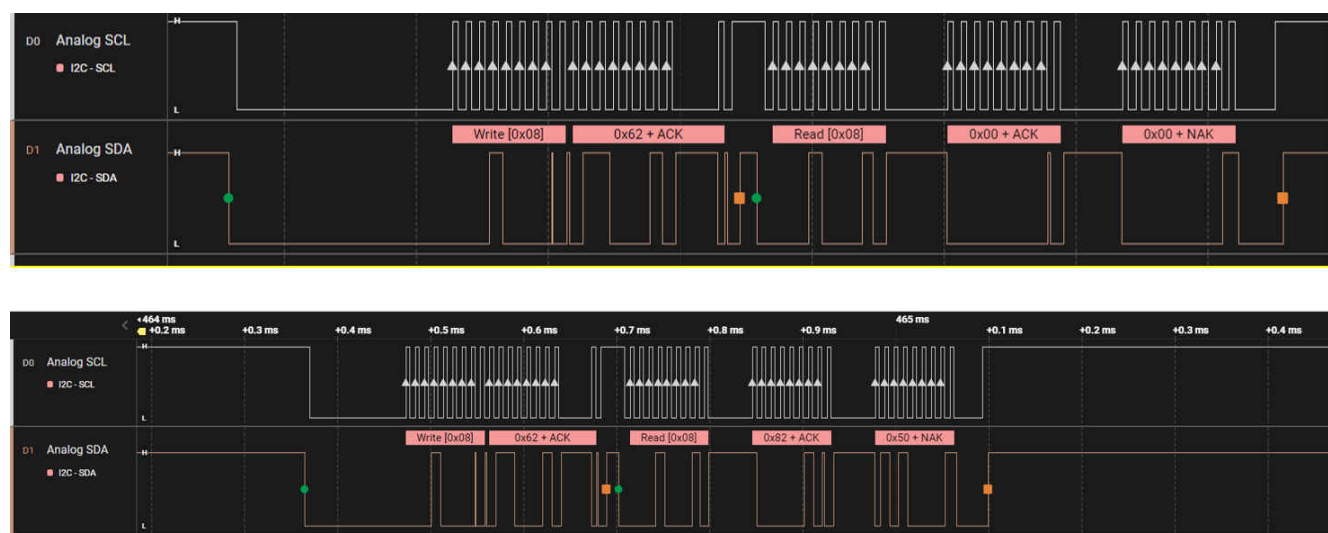 H
D0 Analog SCL
I2C - SCL
L
Write [0x08] 0x62 + ACK Read [0x08] 0x00 + ACK 0x00 + NAK
D1 Analog SDA H
I2C - SDA
L
464 ms 465 ms
+0.2 ms +0.3 ms +0.4 ms +0.5 ms +0.6 ms +0.7 ms +0.8 ms +0.9 ms +0.1 ms +0.2 ms +0.3 ms +0.4 ms
H
D0 Analog SCL
I2C - SCL
L
Write [0x08] 0x62 + ACK Read [0x08] 0x82 + ACK 0x50 + NAK
D1 Analog SDA H
I2C - SDA
L